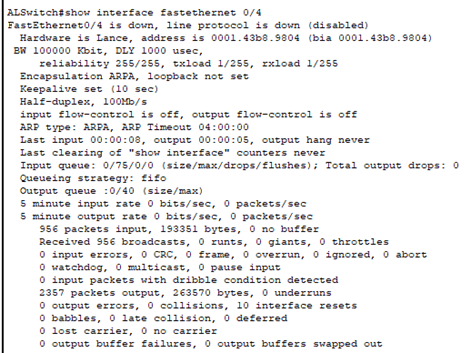 ALSwitch#show interface fastethernet 0/4
FastEthernet0/4 is down, line protocol is down (disabled)
Hardware is Lance, address is 0001.43b8.9804 (bia 0001.43b8.9804)
BW 100000 Kbit, DLY 1000 usec,
reliability 255/255, txload 1/255, rxload 1/255
Encapsulation ARPA, loopback not set
Keepalive set (10 sec)
Half-duplex, 100Mb/s
input flow-control is off, output flow-control is off
ARP type: ARPA, ARP Timeout 04:00:00
Last input 00:00:08, output 00:00:05, output hang never
Last clearing of "show interface" counters never
Input queue: 0/75/0/0 (size/max/drops/flushes); Total output drops: 0
Queueing strategy: fifo
Output queue :0/40 (size/max)
5 minute input rate 0 bits/sec, 0 packets/sec
5 minute output rate 0 bits/sec, 0 packets/sec
956 packets input, 193351 bytes, 0 no buffer
Received 956 broadcasts, 0 runts, 0 giants, 0 throttles
0 input errors, 0 CRC, 0 frame, 0 overrun, 0 ignored, 0 abort
0 watchdog, 0 multicast, 0 pause input
0 input packets with dribble condition detected
2357 packets output, 263570 bytes, 0 underruns
0 output errors, 0 collisions, 10 interface resets
0 babbles, 0 late collision, 0 deferred
0 lost carrier, 0 no carrier
0 output buffer failures, 0 output buffers swapped out